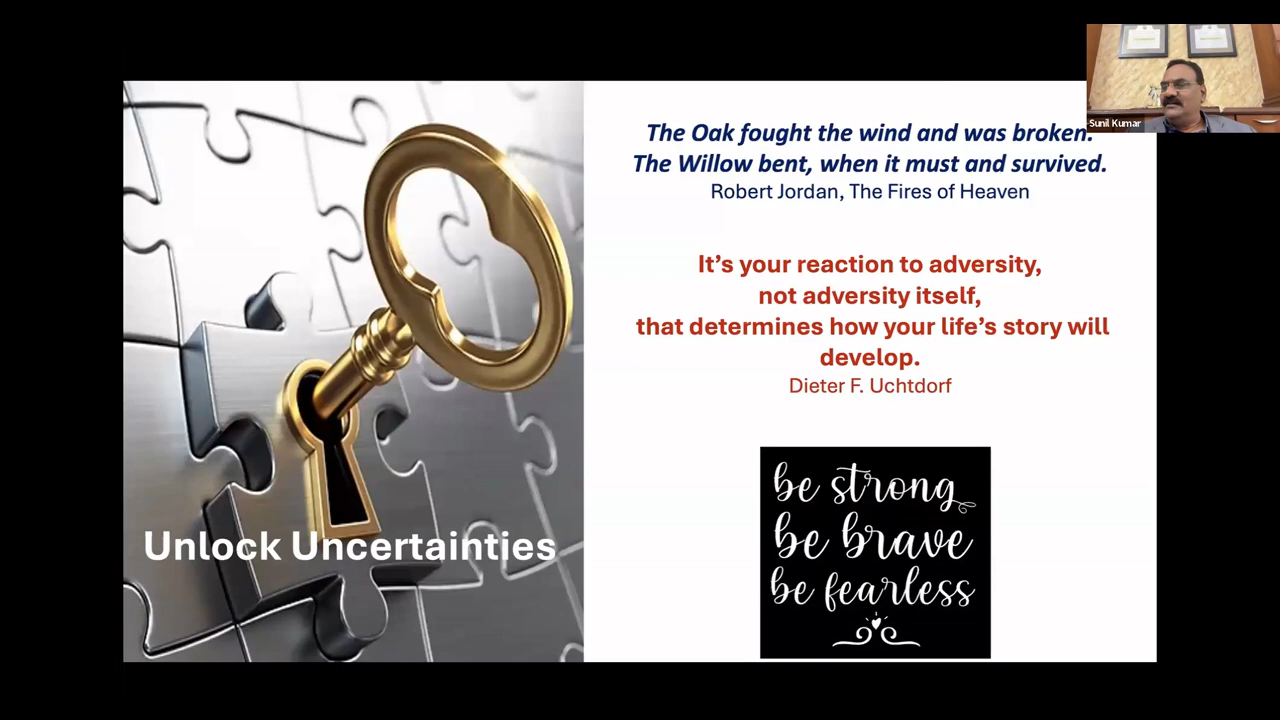 Sunil Kumar
The Oak fought the wind and was broken.
The Willow bent, when it must and survived.
Robert Jordan, The Fires of Heaven
It’s your reaction to adversity,
not adversity itself,
that determines how your life’s story will
develop.
Dieter F. Uchtdorf
be strong
be brave
be fearless
Unlock Uncertainties